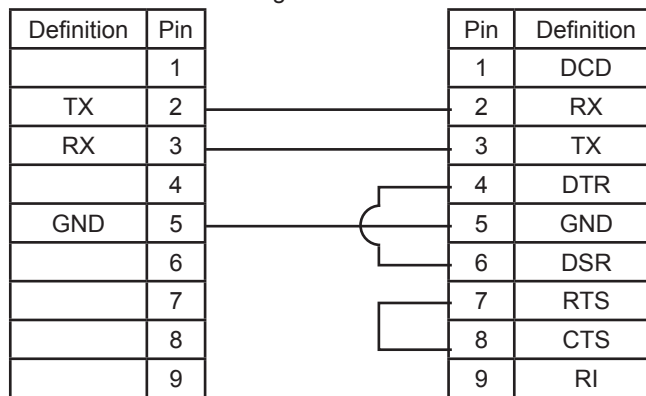 Definition Pin Pin Definition
1 1 DCD
TX 2 2 RX
RX 3 3 TX
4 4 DTR
GND 5 5 GND
6 6 DSR
7 7 RTS
8 8 CTS
9 9 RI